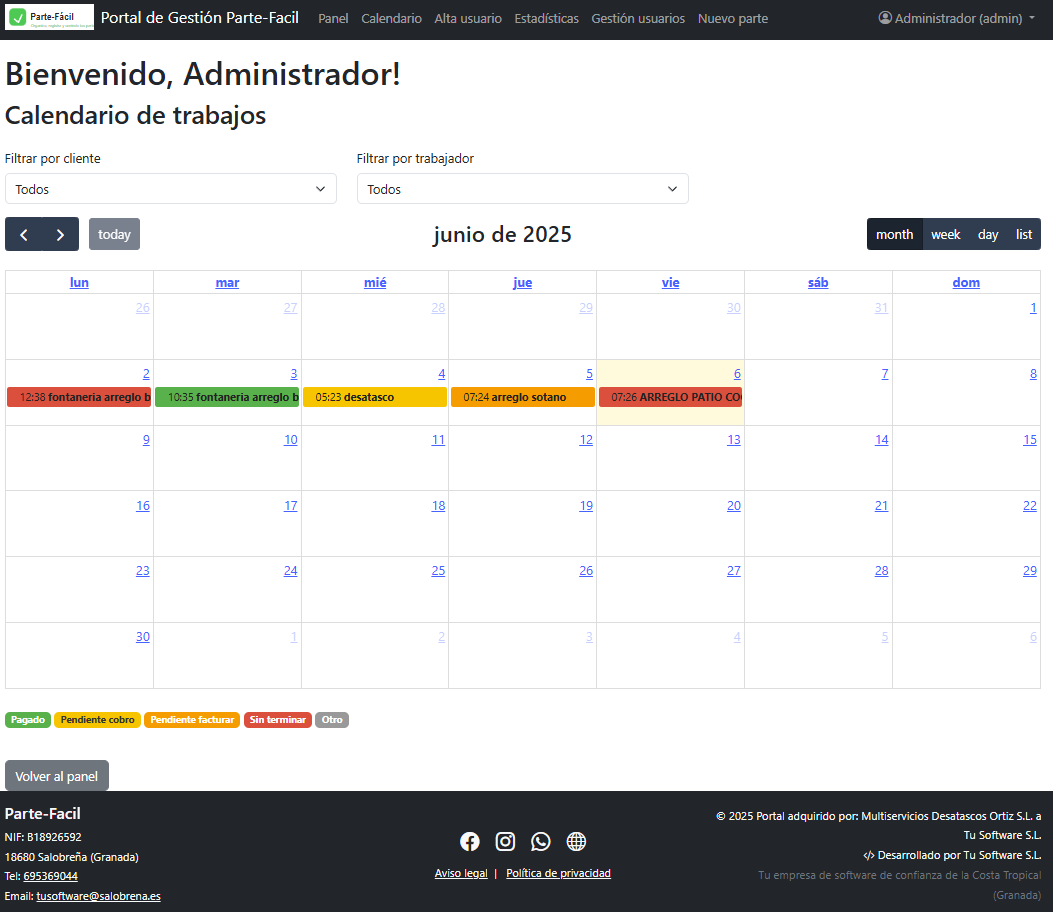 Parte-Fácil
Portal de Gestión Parte-Facil Panel Calendario Alta usuario Estadísticas Gestión usuarios Nuevo parte Administrador (admin)
Bienvenido, Administrador!
Calendario de trabajos
Filtrar por cliente Filtrar por trabajador
Todos Todos
today junio de 2025 month week day list
lun mar mié jue vie sáb dom
26 27 28 29 30 31 1
2 3 4 5 6 7 8
12:38 fontaneria arreglo b 10:35 fontaneria arreglo b 05:23 desatasco 07:24 arreglo sotano 07:26 ARREGLO PATIO CO
9 10 11 12 13 14 15
16 17 18 19 20 21 22
23 24 25 26 27 28 29
30 1 2 3 4 5 6
Pagado Pendiente cobro Pendiente facturar Sin terminar Otro
Volver al panel
Parte-Facil
NIF: B18926592
18680 Salobreña (Granada)
Tel: 695369044
Email: tusoftware@salobrena.es
Aviso legal | Política de privacidad
© 2025 Portal adquirido por: Multiservicios Desatascos Ortiz S.L. a
Tu Software S.L.
</> Desarrollado por Tu Software S.L.
Tu empresa de software de confianza de la Costa Tropical
(Granada)